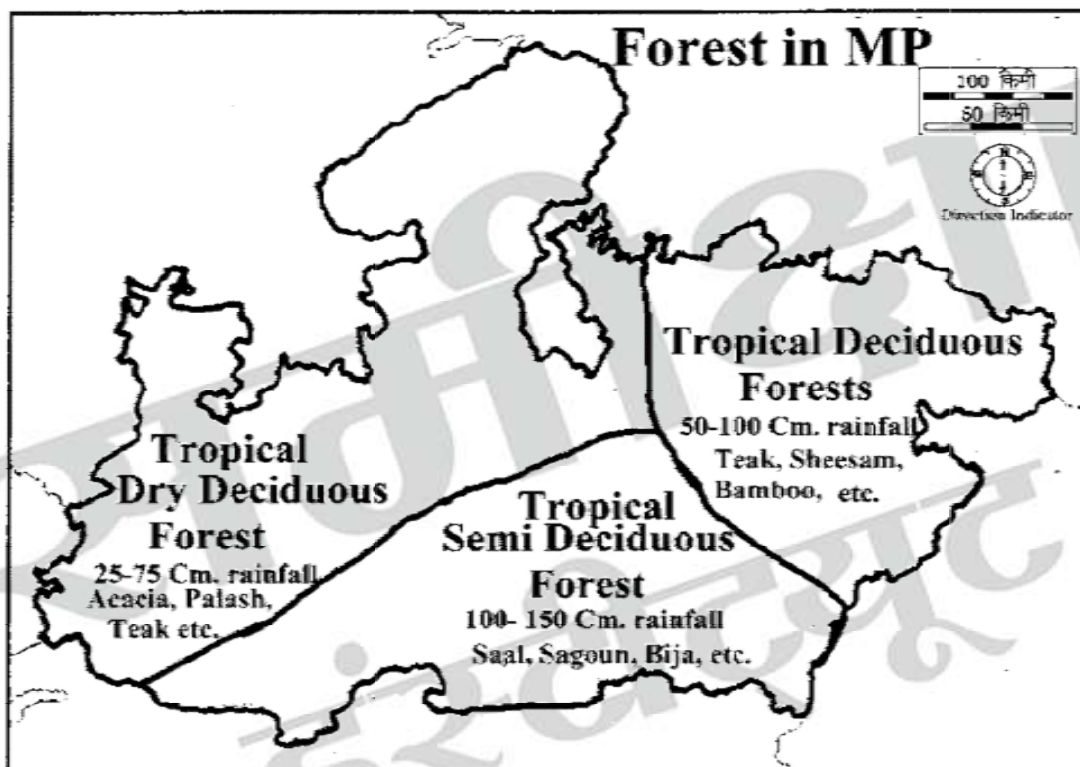 Forest in MP
100 किमी
50 किमी
N
Direction Indicator
Tropical Deciduous
Forests
50-100 Cm. rainfall
Teak, Sheesam,
Bamboo, etc.
Tropical
Dry Deciduous
Forest
25-75 Cm. rainfall
Acacia, Palash,
Teak etc.
Tropical
Semi Deciduous
Forest
100- 150 Cm. rainfall
Saal, Sagoun, Bija, etc.